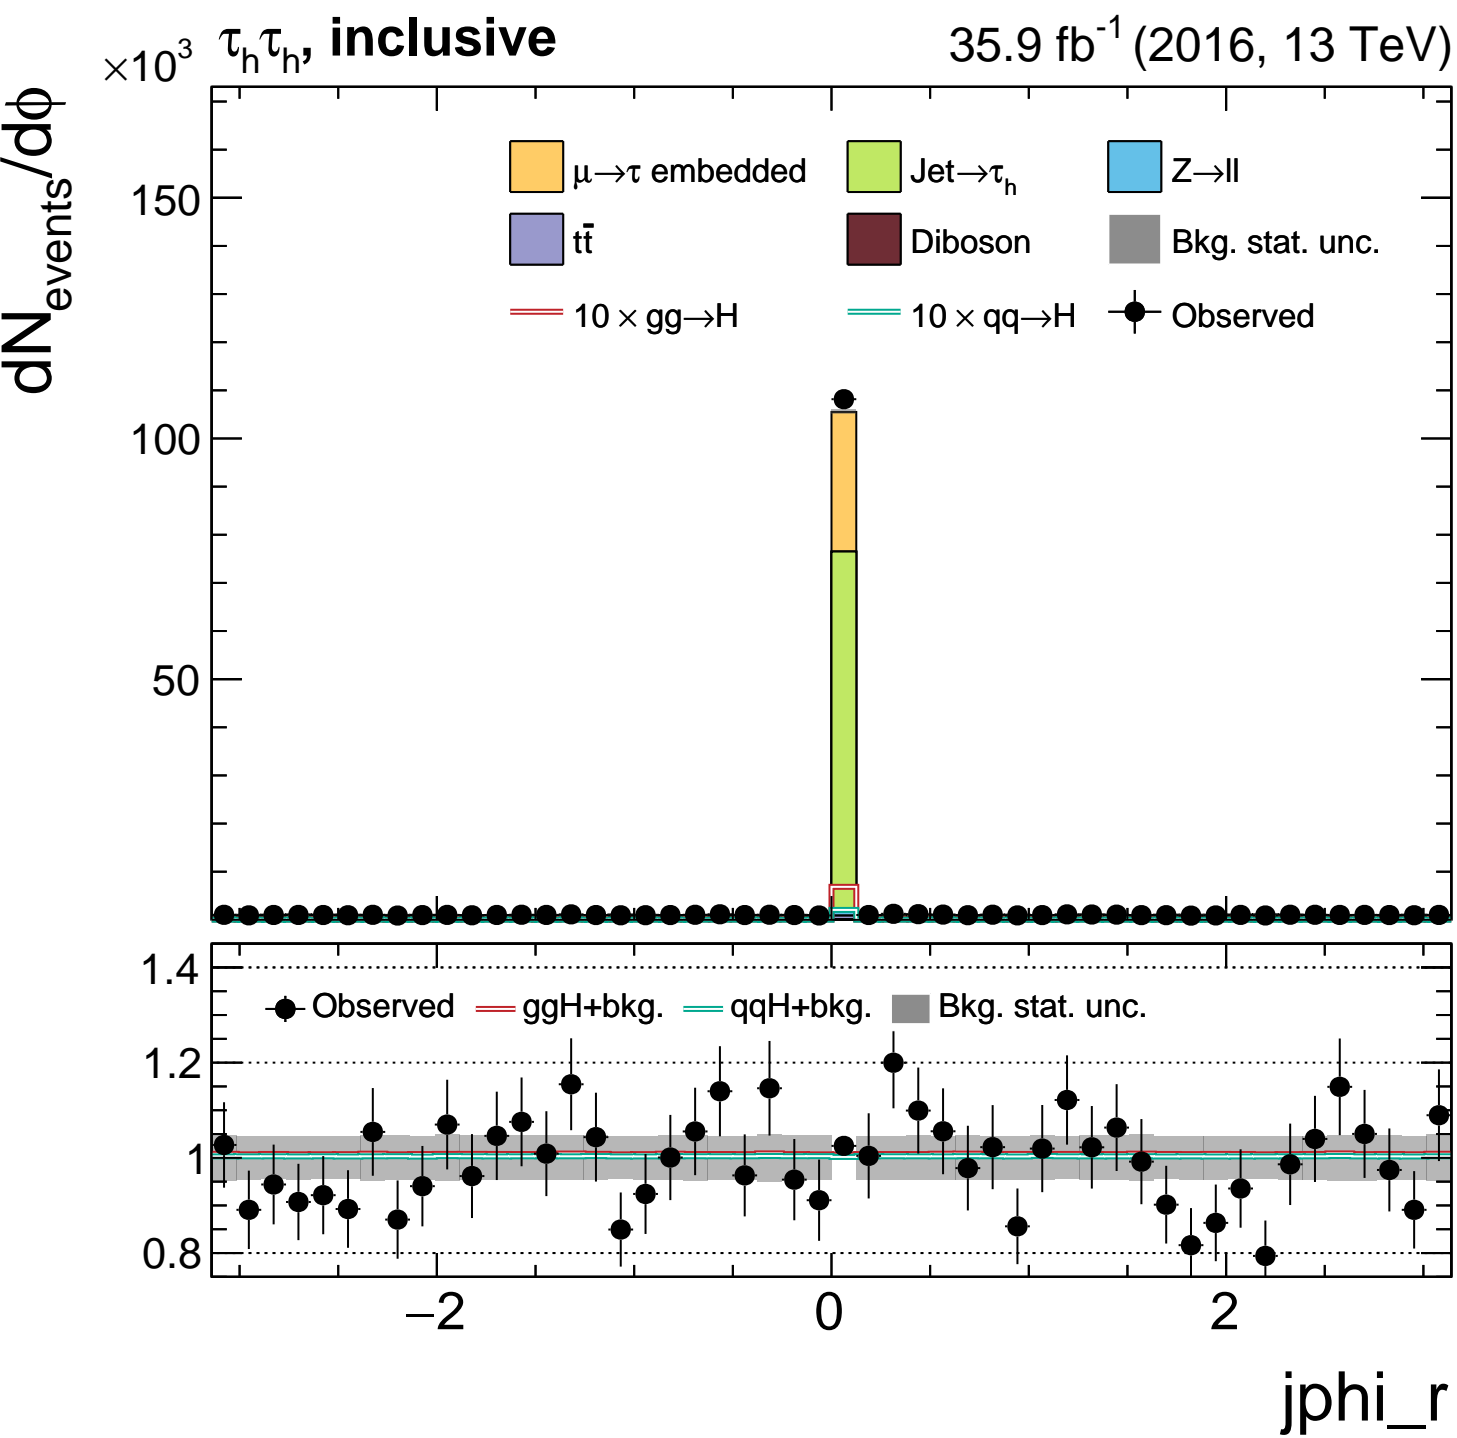 ×10³ τₕτₕ, inclusive 35.9 fb⁻¹ (2016, 13 TeV)
dN_events/dϕ
μ→τ embedded Jet→τₕ Z→ll
tt̄ Diboson Bkg. stat. unc.
10 × gg→H 10 × qq→H Observed
150
100
50
1.4
Observed ggH+bkg. qqH+bkg. Bkg. stat. unc.
1.2
1
0.8
−2 0 2
jphi_r